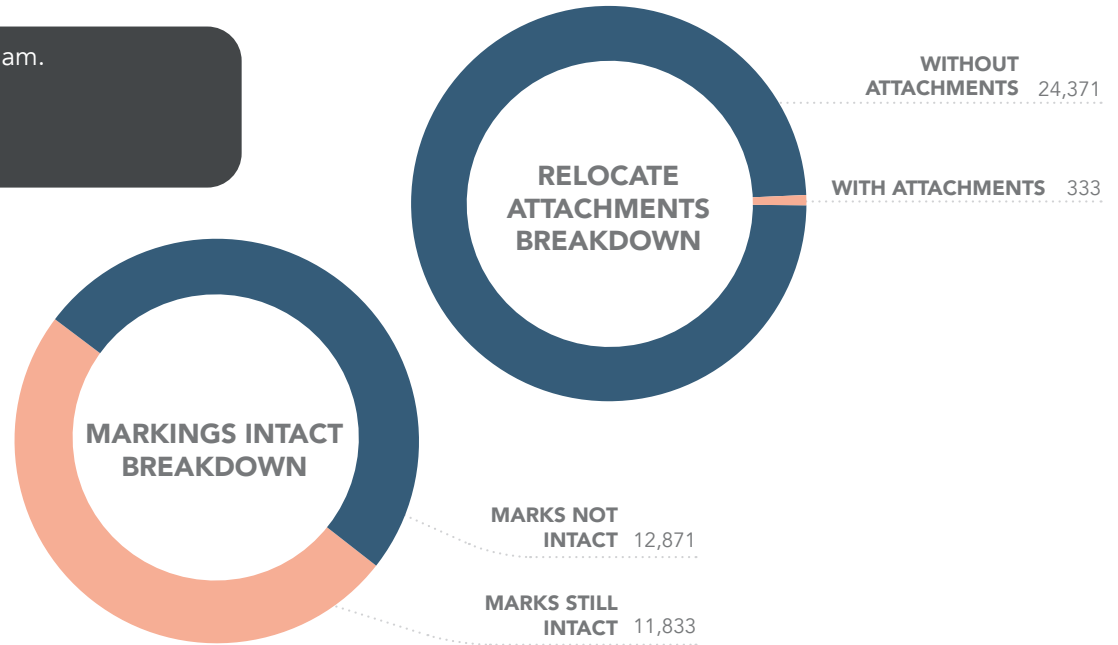 am.
WITHOUT
ATTACHMENTS 24,371
WITH ATTACHMENTS 333
RELOCATE
ATTACHMENTS
BREAKDOWN
MARKINGS INTACT
BREAKDOWN
MARKS NOT
INTACT 12,871
MARKS STILL
INTACT 11,833